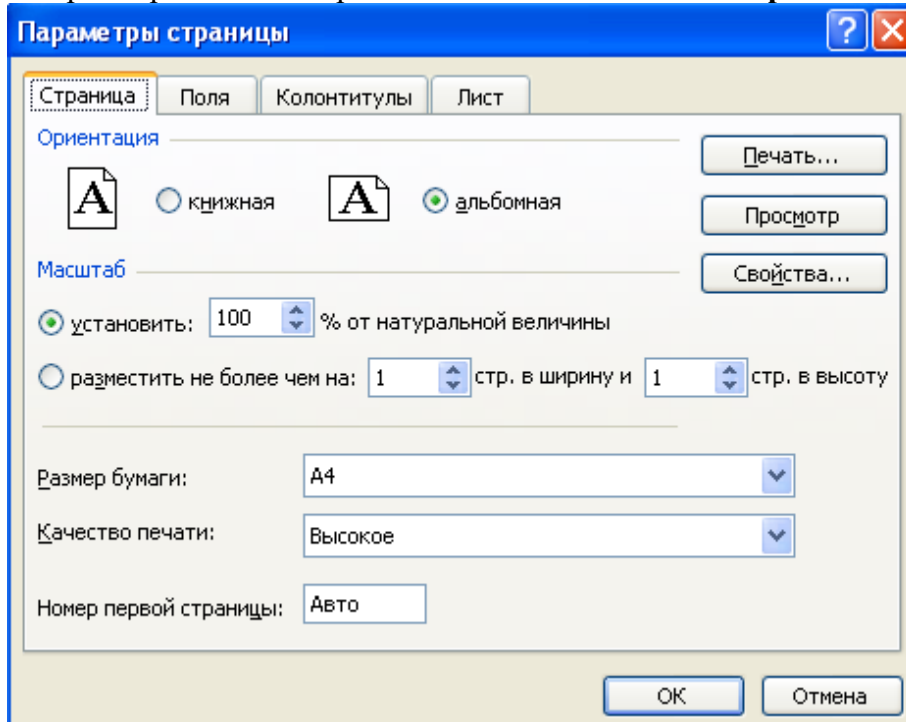 Параметры страницы
Страница Поля Колонтитулы Лист
Ориентация
Печать...
A книжная A альбомная
Просмотр
Масштаб
Свойства...
установить: 100 % от натуральной величины
разместить не более чем на: 1 стр. в ширину и 1 стр. в высоту
Размер бумаги: A4
Качество печати: Высокое
Номер первой страницы: Авто
ОК Отмена